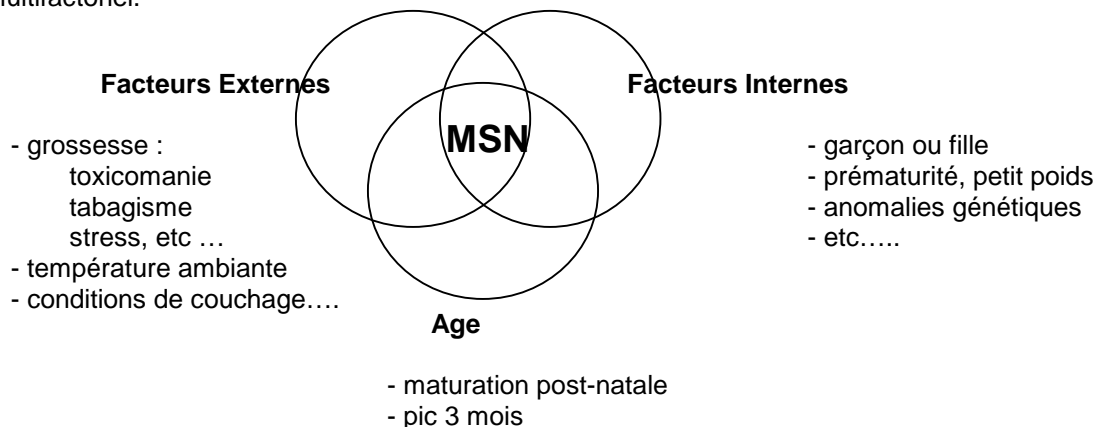 Facteurs Externes
Facteurs Internes
MSN
- grossesse :
toxicomanie
tabagisme
stress, etc …
- température ambiante
- conditions de couchage….
- garçon ou fille
- prématurité, petit poids
- anomalies génétiques
- etc…..
Age
- maturation post-natale
- pic 3 mois